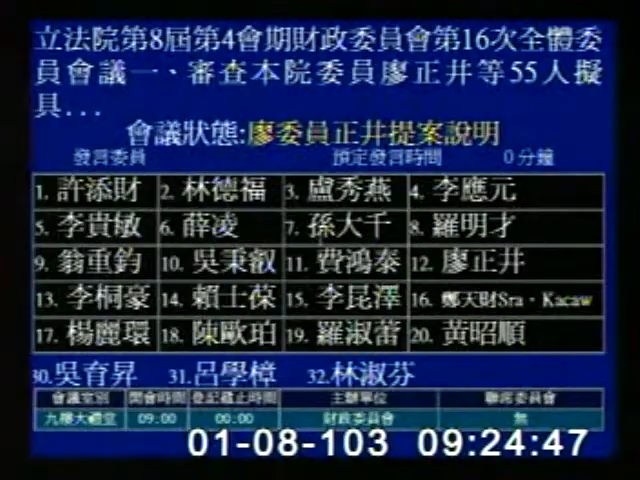 立法院第8屆第4會期財政委員會第16次全體委
員會議一、審查本院委員廖正井等55人擬
具...
會議狀態:廖委員正井提案說明
發言委員 預定發言時間 0分鐘
1. 許添財 2. 林德福 3. 盧秀燕 4. 李應元
5. 李貴敏 6. 薛凌 7. 孫大千 8. 羅明才
9. 翁重鈞 10. 吳秉叡 11. 費鴻泰 12. 廖正井
13. 李桐豪 14. 賴士葆 15. 李昆澤 16. 鄭天財Sra·Kacaw
17. 楊麗環 18. 陳歐珀 19. 羅淑蕾 20. 黃昭順
30.吳育昇 31.呂學樟 32.林淑芬
會議室別 開會時間 登記截止時間 主辦單位 聯席委員會
九樓大禮堂 09:00 00:00 財政委員會 無
01-08-103 09:24:47